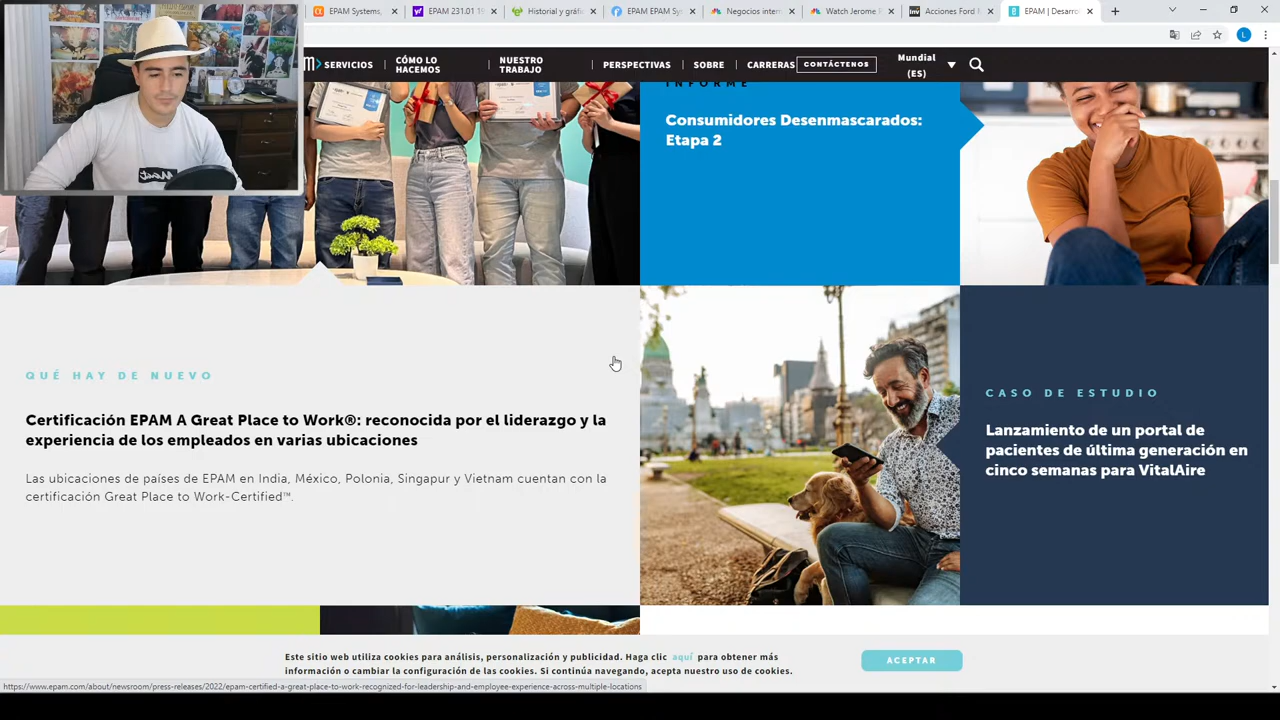 EPAM Systems,
EPAM 231.01 1
Historial y gráfi
EPAM EPAM Sy
Negocios inter
Watch Jerome
Acciones Ford
EPAM | Desarro
L
SERVICIOS
CÓMO LO
HACEMOS
NUESTRO
TRABAJO
PERSPECTIVAS
SOBRE
CARRERAS
CONTÁCTENOS
Mundial
(ES)
INFORME
Consumidores Desenmascarados:
Etapa 2
QUÉ HAY DE NUEVO
Certificación EPAM A Great Place to Work®: reconocida por el liderazgo y la
experiencia de los empleados en varias ubicaciones
Las ubicaciones de países de EPAM en India, México, Polonia, Singapur y Vietnam cuentan con la
certificación Great Place to Work-Certified™.
CASO DE ESTUDIO
Lanzamiento de un portal de
pacientes de última generación en
cinco semanas para VitalAire
Este sitio web utiliza cookies para análisis, personalización y publicidad. Haga clic aquí para obtener más
información o cambiar la configuración de las cookies. Si continúa navegando, acepta nuestro uso de cookies.
ACEPTAR
https://www.epam.com/about/newsroom/press-releases/2022/epam-certified-a-great-place-to-work-recognized-for-leadership-and-employee-experience-across-multiple-locations